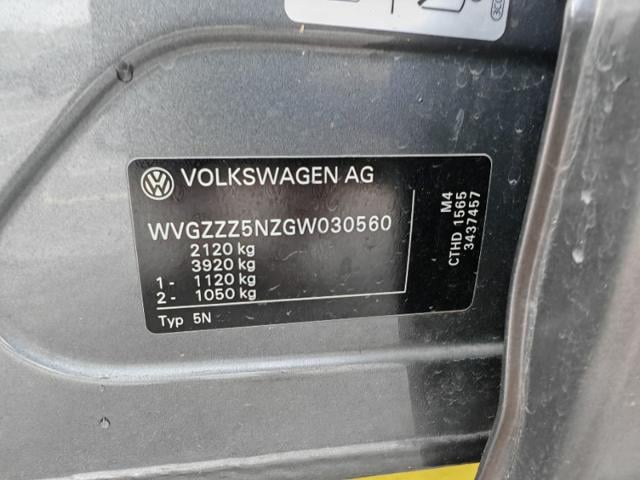 3CC
VOLKSWAGEN AG
WVGZZZ5NZGW030560
2120 kg
3920 kg
1- 1120 kg
2- 1050 kg
Typ 5N
M4
CTHD 1565
3437457